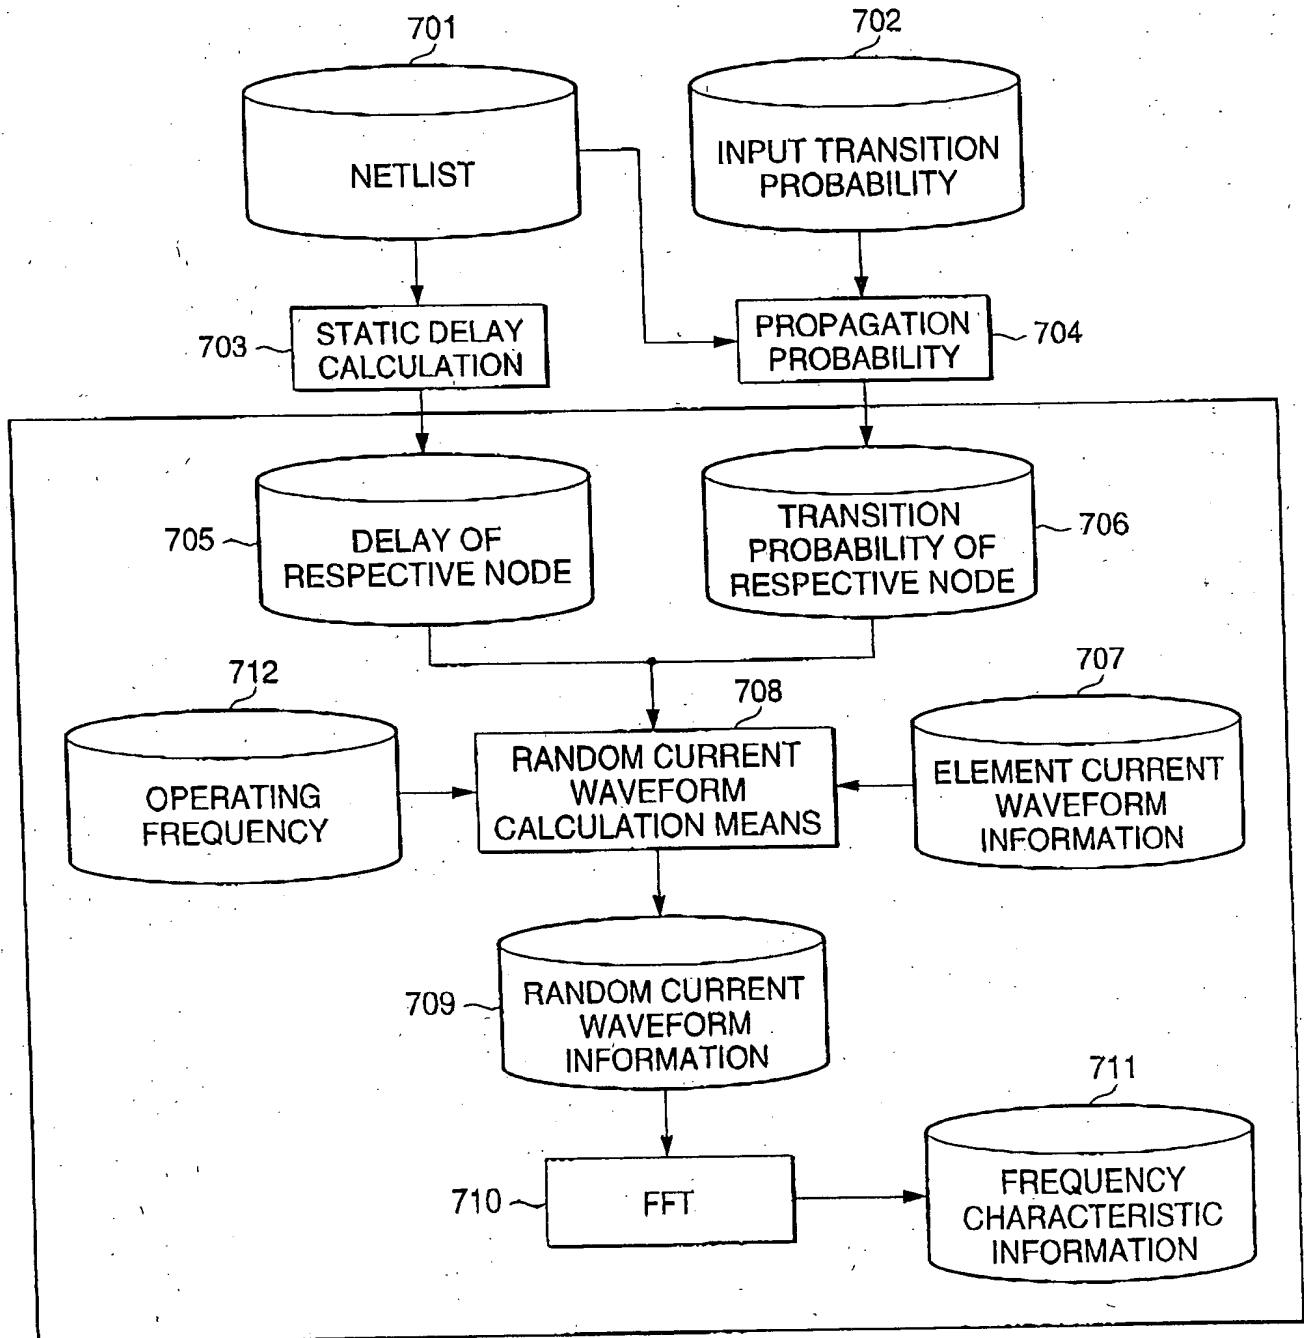 701
702
NETLIST
INPUT TRANSITION
PROBABILITY
703
STATIC DELAY
CALCULATION
PROPAGATION
PROBABILITY
704
705
DELAY OF
RESPECTIVE NODE
TRANSITION
PROBABILITY OF
RESPECTIVE NODE
706
712
708
707
OPERATING
FREQUENCY
RANDOM CURRENT
WAVEFORM
CALCULATION MEANS
ELEMENT CURRENT
WAVEFORM
INFORMATION
709
RANDOM CURRENT
WAVEFORM
INFORMATION
711
710
FFT
FREQUENCY
CHARACTERISTIC
INFORMATION